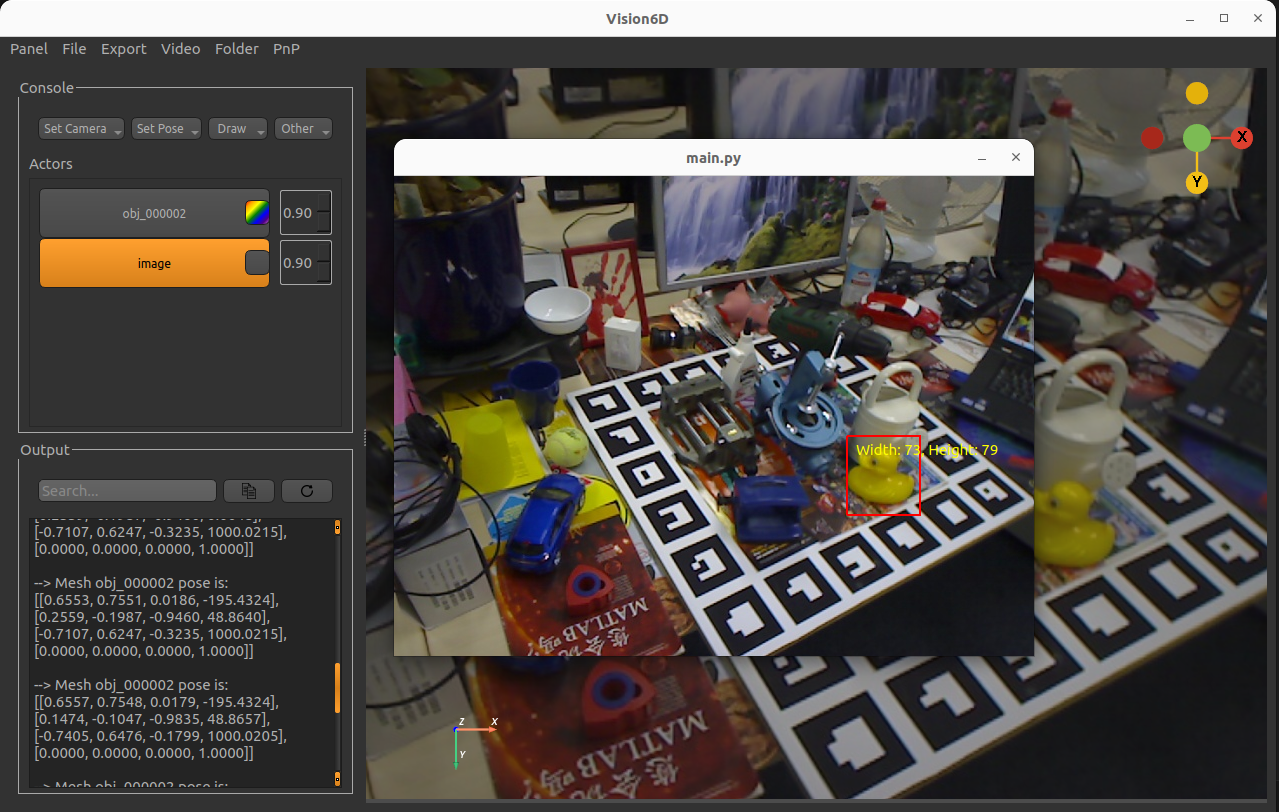 Vision6D
Panel File Export Video Folder PnP
Console
Set Camera Set Pose Draw Other
Actors
obj_000002 0.90
image 0.90
Output
Search...
[-0.7107, 0.6247, -0.3235, 1000.0215],
[0.0000, 0.0000, 0.0000, 1.0000]]
--> Mesh obj_000002 pose is:
[[0.6553, 0.7551, 0.0186, -195.4324],
[0.2559, -0.1987, -0.9460, 48.8640],
[-0.7107, 0.6247, -0.3235, 1000.0215],
[0.0000, 0.0000, 0.0000, 1.0000]]
--> Mesh obj_000002 pose is:
[[0.6557, 0.7548, 0.0179, -195.4324],
[0.1474, -0.1047, -0.9835, 48.8657],
[-0.7405, 0.6476, -0.1799, 1000.0205],
[0.0000, 0.0000, 0.0000, 1.0000]]
--> Mesh obj_000002 pose is:
main.py
Width: 73, Height: 79
MATLAB
您会
吗
X
Y
MATLAB
Z
X
Y